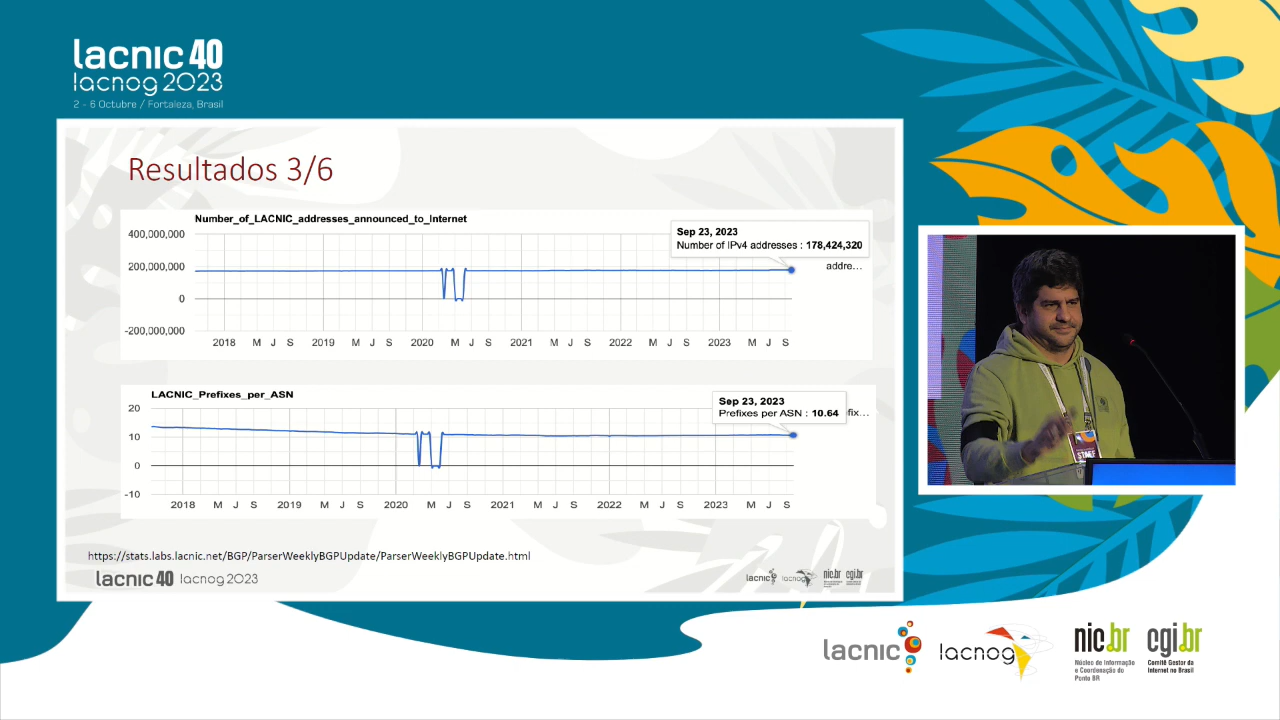 lacnic 40
lacnog 2023
2 - 6 Octubre / Fortaleza, Brasil
Resultados 3/6
Number_of_LACNIC_addresses_announced_to_Internet
400,000,000
200,000,000
0
-200,000,000
Sep 23, 2023
Number of IPv4 addresses : 178,424,320
addre...
2018 M J S 2019 M J S 2020 M J S 2021 M J S 2022 M J S 2023 M J S
LACNIC_Prefixes_per_ASN
20
10
0
-10
Sep 23, 2023
Prefixes per ASN : 10.64
fix...
2018 M J S 2019 M J S 2020 M J S 2021 M J S 2022 M J S 2023 M J S
https://stats.labs.lacnic.net/BGP/ParserWeeklyBGPUpdate/ParserWeeklyBGPUpdate.html
lacnic 40 lacnog 2023
lacnic lacnog nic.br cgi.br
lacnic
lacnog
nic.br
Núcleo de Informação
e Coordenação do
Ponto BR
cgi.br
Comitê Gestor da
Internet no Brasil